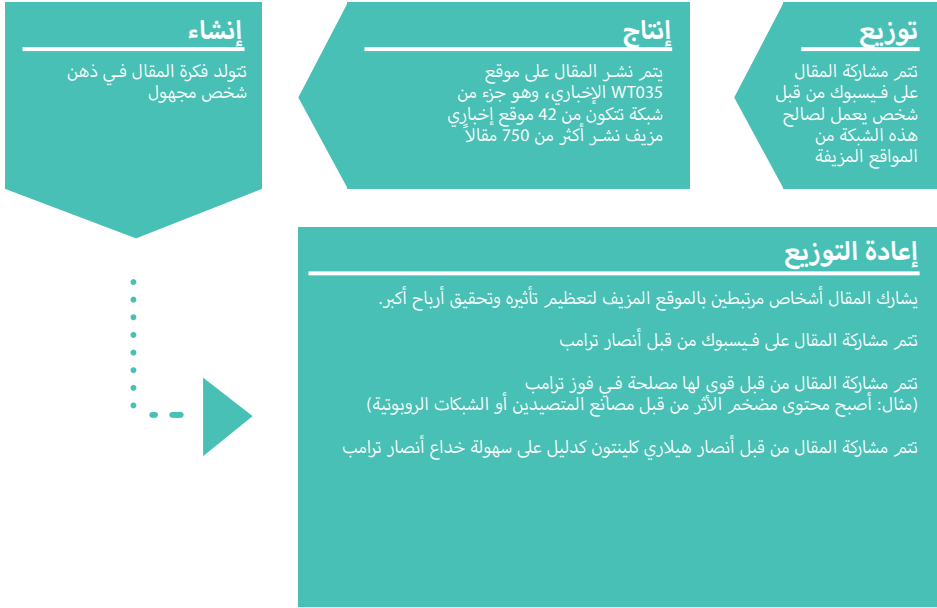 توزيع
تتم مشاركة المقال
على فيسبوك من قبل
شخص يعمل لصالح
هذه الشبكة من
المواقع المزيفة
إنتاج
يتم نشر المقال على موقع
WT035 الإخباري، وهو جزء من
شبكة تتكون من 42 موقع إخباري
مزيف نشر أكثر من 750 مقالاً
إنشاء
تتولد فكرة المقال في ذهن
شخص مجهول
إعادة التوزيع
يشارك المقال أشخاص مرتبطين بالموقع المزيف لتعظيم تأثيره وتحقيق أرباح أكبر.
تتم مشاركة المقال على فيسبوك من قبل أنصار ترامب
تتم مشاركة المقال من قبل قوى لها مصلحة في فوز ترامب
(مثال: أصبح محتوى مضخم الأثر من قبل مصانع المتصيدين أو الشبكات الروبوتية)
تتم مشاركة المقال من قبل أنصار هيلاري كلينتون كدليل على سهولة خداع أنصار ترامب